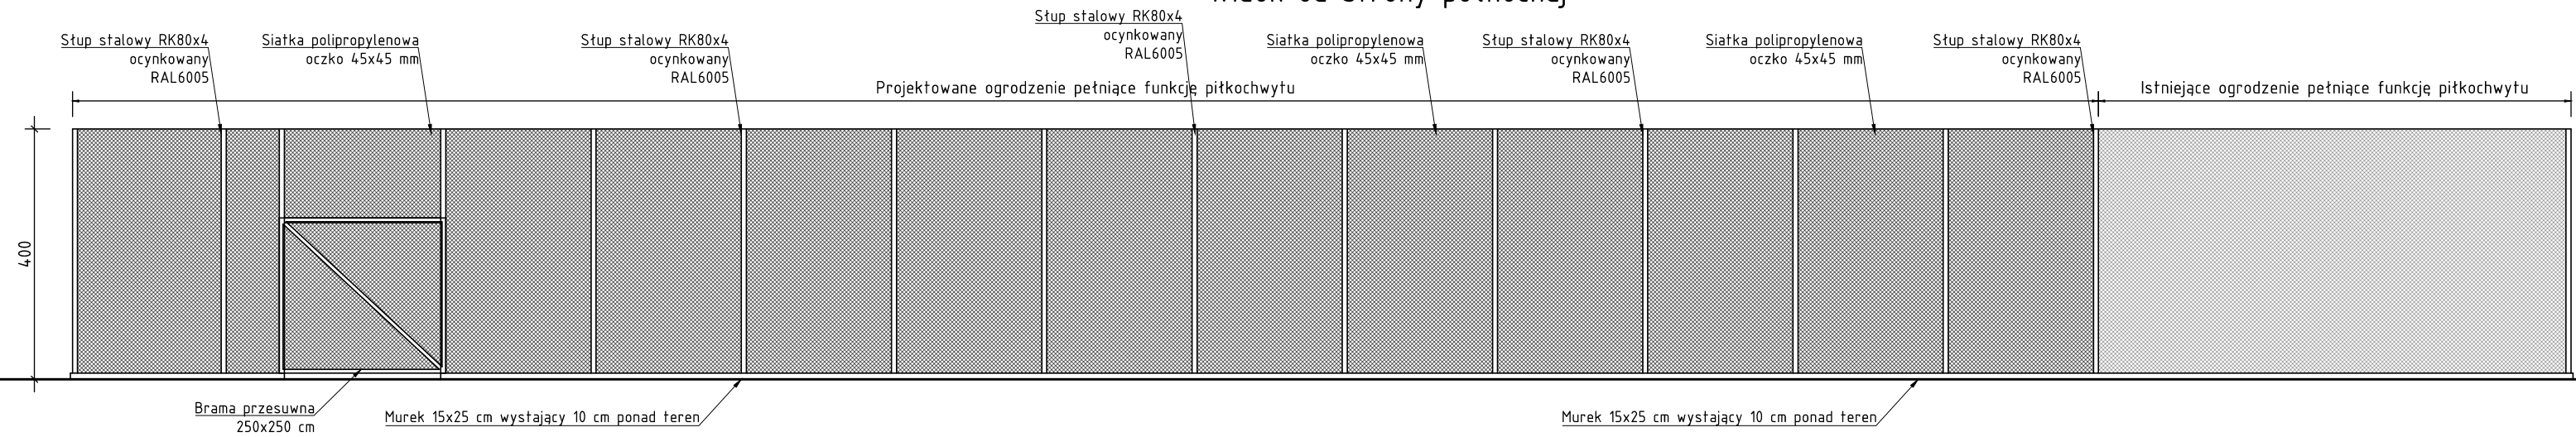 Słup stalowy RK80x4
ocynkowany
RAL6005
Siatka polipropylenowa
oczko 45x45 mm
Słup stalowy RK80x4
ocynkowany
RAL6005
Słup stalowy RK80x4
ocynkowany
RAL6005
Siatka polipropylenowa
oczko 45x45 mm
Słup stalowy RK80x4
ocynkowany
RAL6005
Siatka polipropylenowa
oczko 45x45 mm
Słup stalowy RK80x4
ocynkowany
RAL6005
Projektowane ogrodzenie pełniące funkcję piłkochwytu
Istniejące ogrodzenie pełniące funkcję piłkochwytu
400
Brama przesuwna
250x250 cm
Murek 15x25 cm wystający 10 cm ponad teren
Murek 15x25 cm wystający 10 cm ponad teren